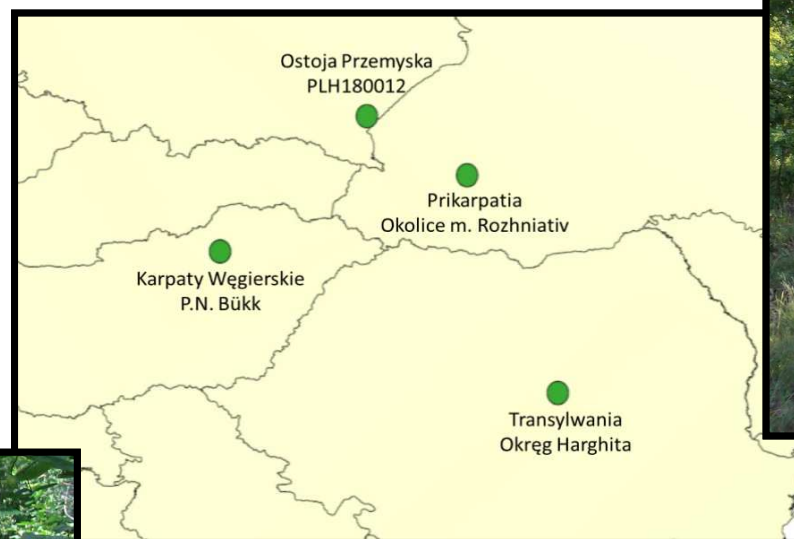 Ostoja Przemyska
PLH180012
Prikarpatia
Okolice m. Rozhniativ
Karpaty Węgierskie
P.N. Bükk
Transylwania
Okręg Harghita